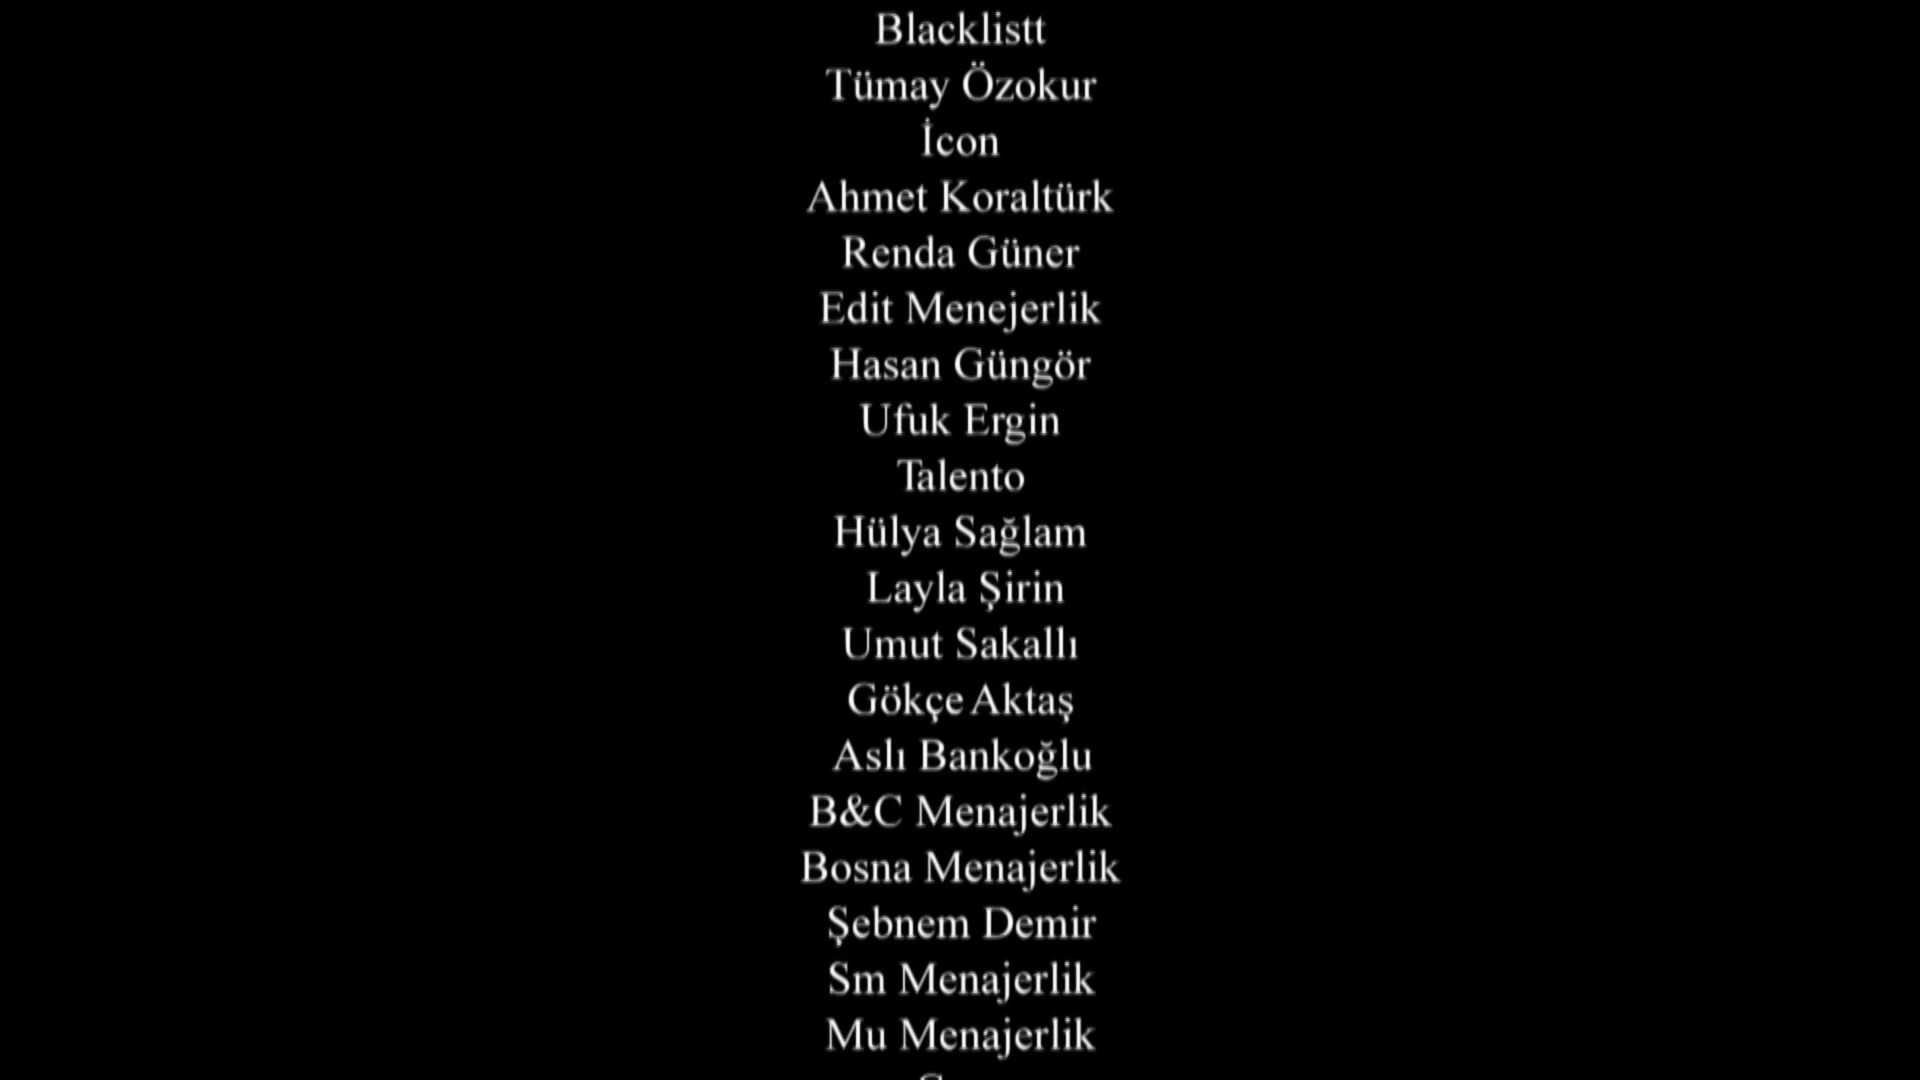 Blacklistt
Tümay Özokur
İcon
Ahmet Koraltürk
Renda Güner
Edit Menejerlik
Hasan Güngör
Ufuk Ergin
Talento
Hülya Sağlam
Layla Şirin
Umut Sakallı
Gökçe Aktaş
Aslı Bankoğlu
B&C Menajerlik
Bosna Menajerlik
Şebnem Demir
Sm Menajerlik
Mu Menajerlik